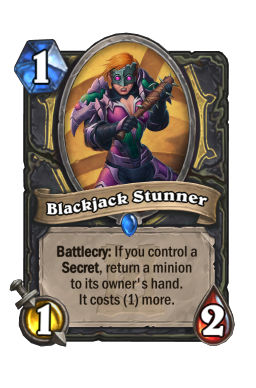 1
Blackjack Stunner
Battlecry: If you control a
Secret, return a minion
to its owner's hand.
It costs (1) more.
1
2